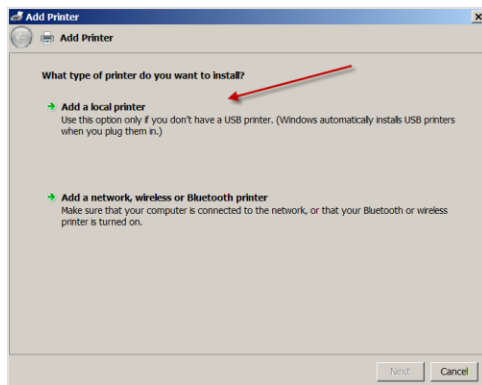 Add Printer
Add Printer
What type of printer do you want to install?
Add a local printer
Use this option only if you don't have a USB printer. (Windows automatically installs USB printers
when you plug them in.)
Add a network, wireless or Bluetooth printer
Make sure that your computer is connected to the network, or that your Bluetooth or wireless
printer is turned on.
Next Cancel